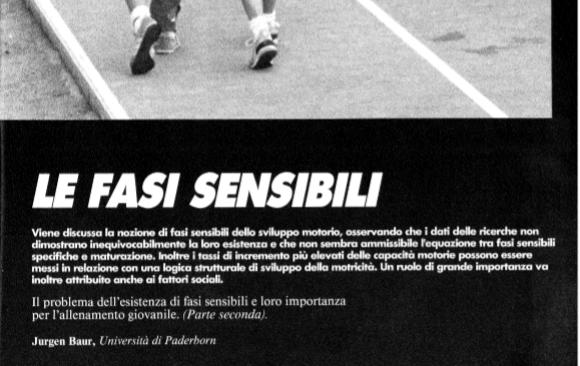 LE FASI SENSIBILI
Viene discussa la nozione di fasi sensibili dello sviluppo motorio, osservando che i dati delle ricerche non
dimostrano inequivocabilmente la loro esistenza e che non sembra ammissibile l'equazione tra fasi sensibili
specifiche e maturazione. Inoltre i tassi di incremento più elevati delle capacità motorie possono essere
messi in relazione con una logica strutturale di sviluppo della motricità. Un ruolo di grande importanza va
inoltre attribuito anche ai fattori sociali.
Il problema dell'esistenza di fasi sensibili e loro importanza
per l'allenamento giovanile. (Parte seconda).
Jurgen Baur, Università di Paderborn